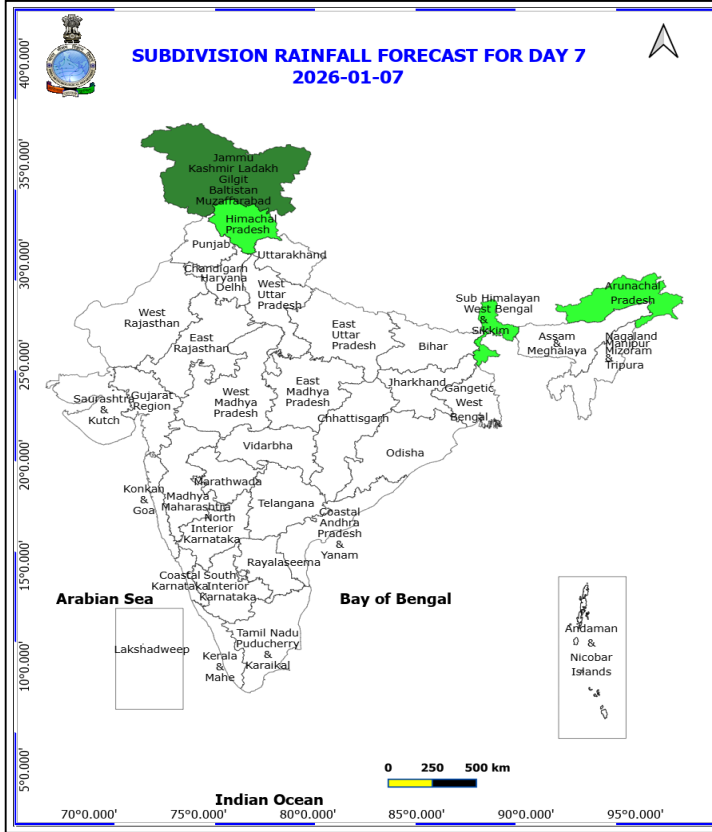 SUBDIVISION RAINFALL FORECAST FOR DAY 7
2026-01-07
40°0.000'
35°0.000'
30°0.000'
25°0.000'
20°0.000'
15°0.000'
10°0.000'
5°0.000'
Jammu
Kashmir Ladakh
Gilgit
Baltistan
Muzaffarabad
Himachal
Pradesh
Punjab
Uttarakhand
Chandigarh
Haryana
Delhi
West
Uttar
Pradesh
West
Rajasthan
East
Rajasthan
East
Uttar
Pradesh
Bihar
Sub Himalayan
West Bengal
&
Sikkim
Arunachal
Pradesh
Assam
&
Meghalaya
Nagaland
Manipur
Mizoram
&
Tripura
Saurashtra
&
Kutch
Gujarat
Region
West
Madhya
Pradesh
East
Madhya
Pradesh
Jharkhand
Gangetic
West
Bengal
Chhattisgarh
Odisha
Vidarbha
Konkan
&
Goa
Madhya
Maharashtra
Marathwada
Telangana
North
Interior
Karnataka
Coastal
Andhra
Pradesh
&
Yanam
Rayalaseema
Coastal
Karnataka
South
Interior
Karnataka
Arabian Sea
Bay of Bengal
Lakshadweep
Kerala
&
Mahe
Tamil Nadu
Puducherry
&
Karaikal
Andaman
&
Nicobar
Islands
0 250 500 km
Indian Ocean
70°0.000' 75°0.000' 80°0.000' 85°0.000' 90°0.000' 95°0.000'